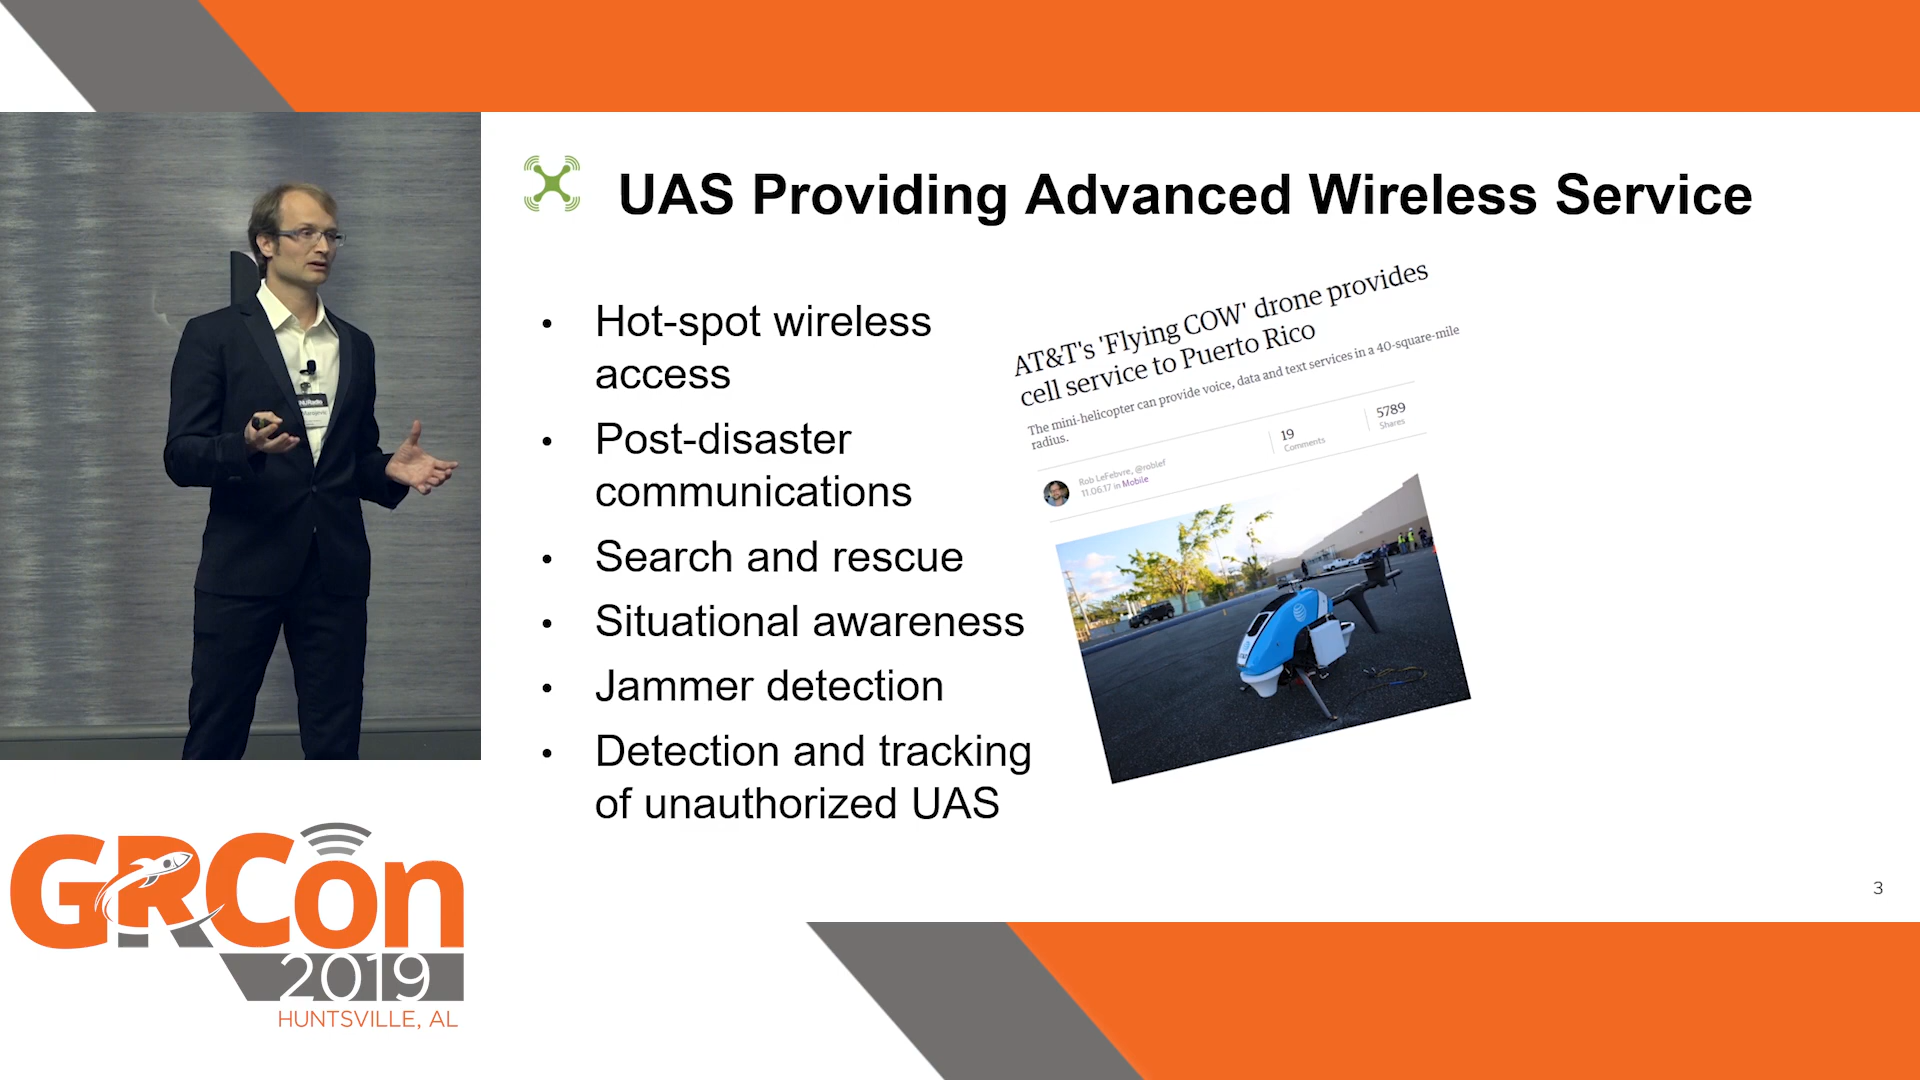 UAS Providing Advanced Wireless Service
• Hot-spot wireless
access
• Post-disaster
communications
• Search and rescue
• Situational awareness
• Jammer detection
• Detection and tracking
of unauthorized UAS
AT&T's 'Flying COW' drone provides
cell service to Puerto Rico
The mini-helicopter can provide voice, data and text services in a 40-square-mile
radius.
Rob LeFebvre, @roblef
11.06.17 in Mobile
19
Comments
5789
Shares
3
GRCon
2019
HUNTSVILLE, AL